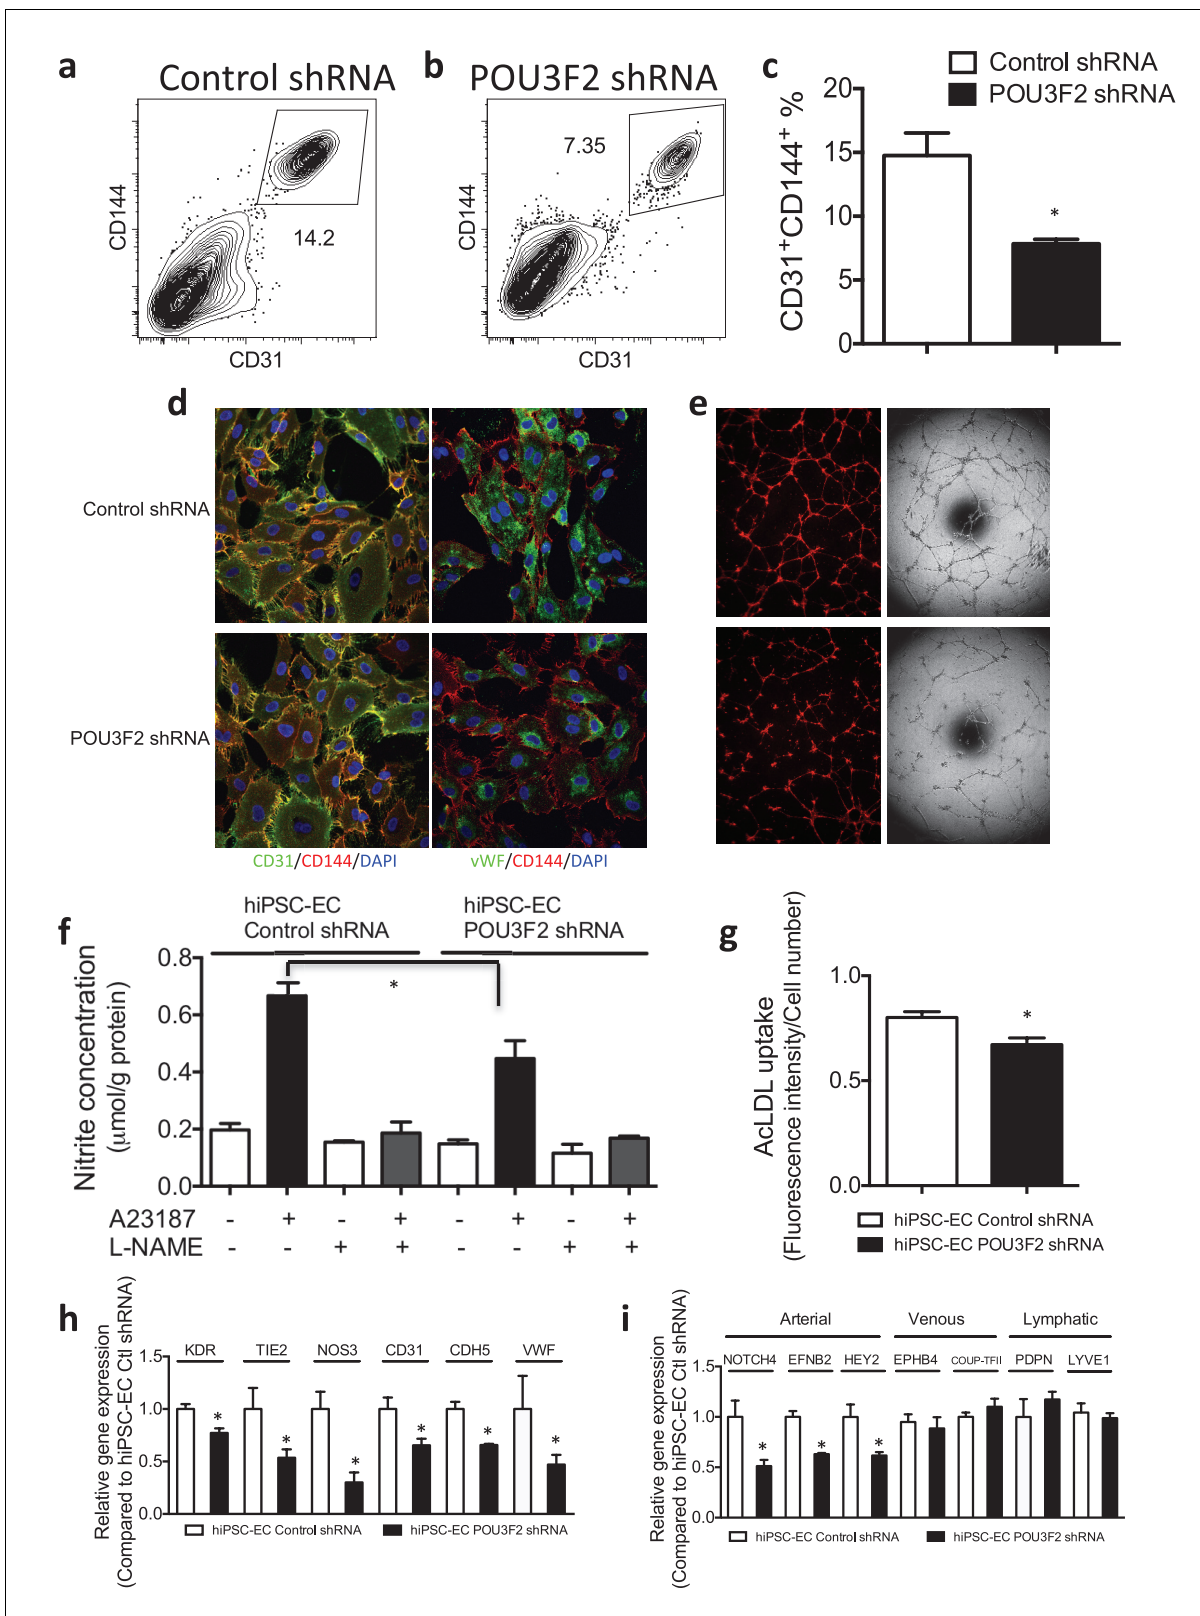 a
Control shRNA
CD144
14.2
CD31
b
POU3F2 shRNA
CD144
7.35
CD31
c
Control shRNA
POU3F2 shRNA
CD31+CD144+ %
20
15
10
5
0
*
d
Control shRNA
POU3F2 shRNA
CD31/CD144/DAPI
vWF/CD144/DAPI
e
f
hiPSC-EC
Control shRNA
hiPSC-EC
POU3F2 shRNA
Nitrite concentration
(µmol/g protein)
0.8
0.6
0.4
0.2
0.0
*
A23187 - + - + - + - +
L-NAME - - + + - - + +
g
AcLDL uptake
(Fluorescence intensity/Cell number)
1.0
0.5
0.0
*
hiPSC-EC Control shRNA
hiPSC-EC POU3F2 shRNA
h
Relative gene expression
(Compared to hiPSC-EC Ctl shRNA)
KDR TIE2 NOS3 CD31 CDH5 VWF
1.5
1.0
0.5
0.0
* * * * * *
hiPSC-EC Control shRNA
hiPSC-EC POU3F2 shRNA
i
Relative gene expression
(Compared to hiPSC-EC Ctl shRNA)
Arterial Venous Lymphatic
NOTCH4 EFNB2 HEY2 EPHB4 COUP-TFII PDPN LYVE1
1.5
1.0
0.5
0.0
* * *
hiPSC-EC Control shRNA
hiPSC-EC POU3F2 shRNA